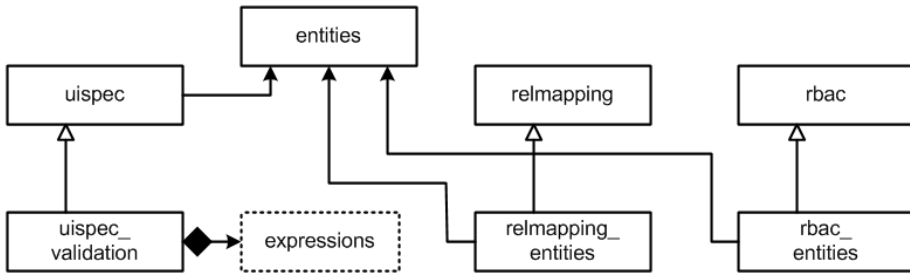 entities
uispec
relmapping
rbac
uispec_
validation
expressions
relmapping_
entities
rbac_
entities